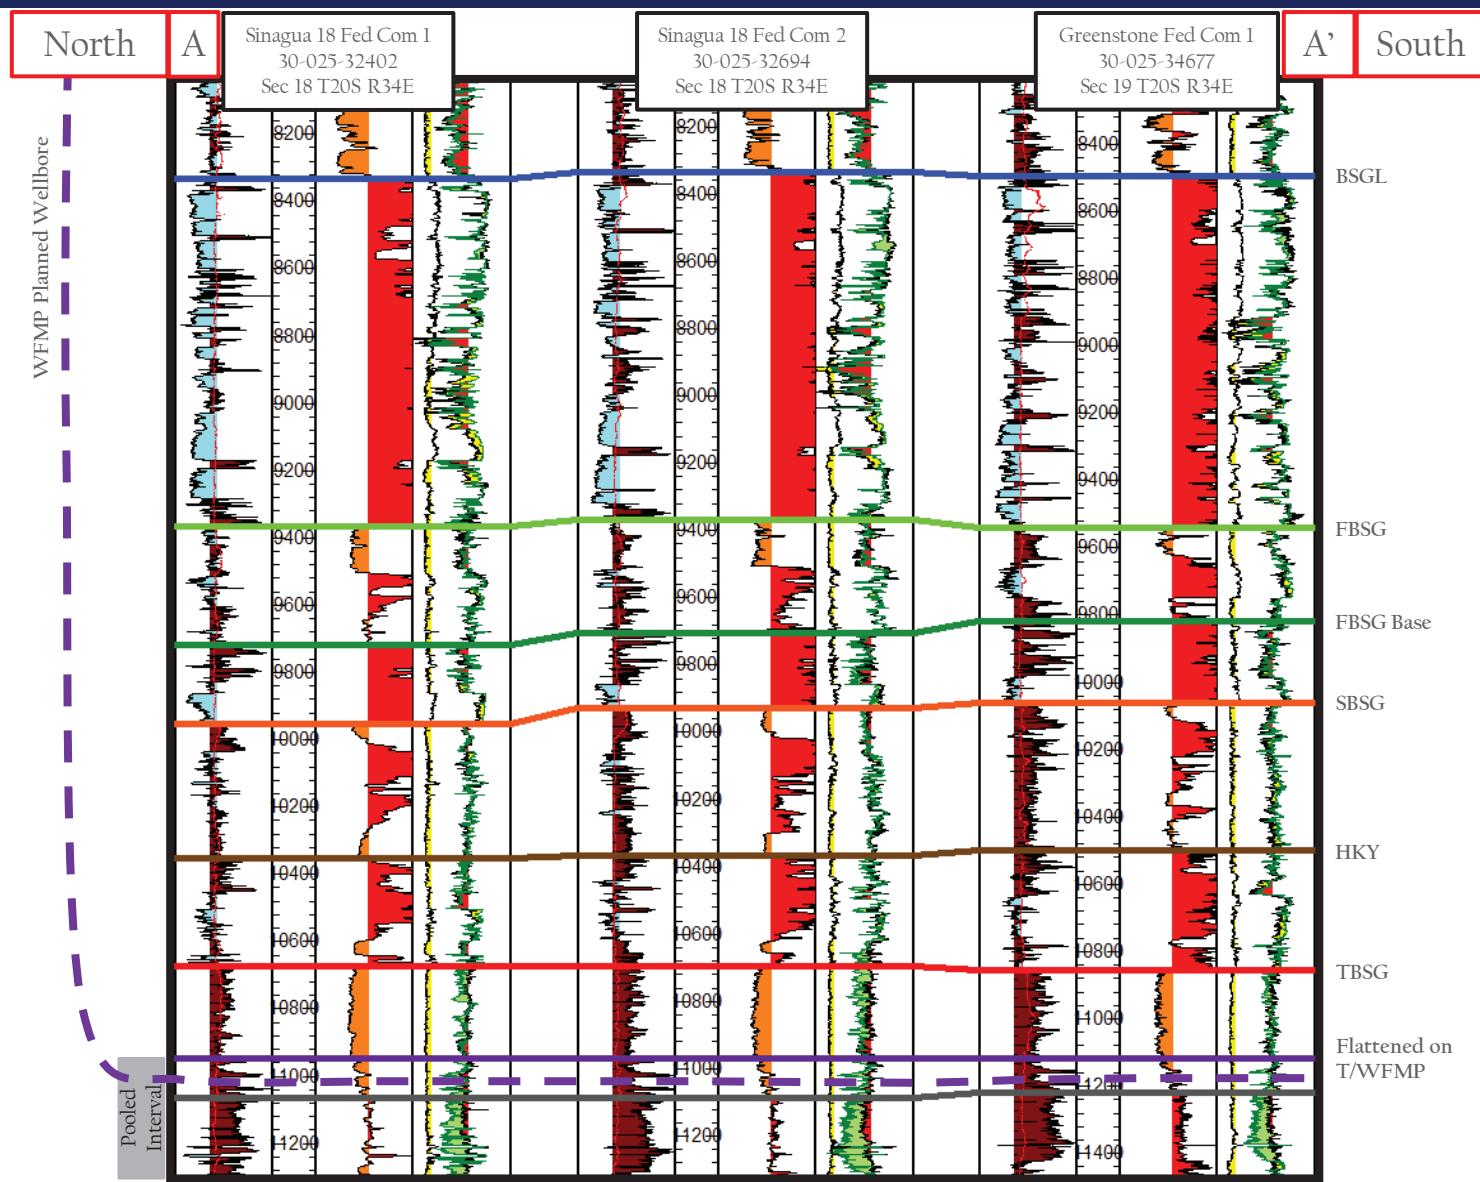 North
A
Sinagua 18 Fed Com 1
30-025-32402
Sec 18 T20S R34E
Sinagua 18 Fed Com 2
30-025-32694
Sec 18 T20S R34E
Greenstone Fed Com 1
30-025-34677
Sec 19 T20S R34E
A'
South
WFMP Planned Wellbore
8200
8400
8600
8800
9000
9200
9400
9600
9800
10000
10200
10400
10600
10800
11000
11200
8200
8400
8600
8800
9000
9200
9400
9600
9800
10000
10200
10400
10600
10800
11000
11200
8400
8600
8800
9000
9200
9400
9600
9800
10000
10200
10400
10600
10800
11000
11200
11400
BSGL
FBSG
FBSG Base
SBSG
HKY
TBSG
Flattened on
T/WFMP
Pooled
Interval